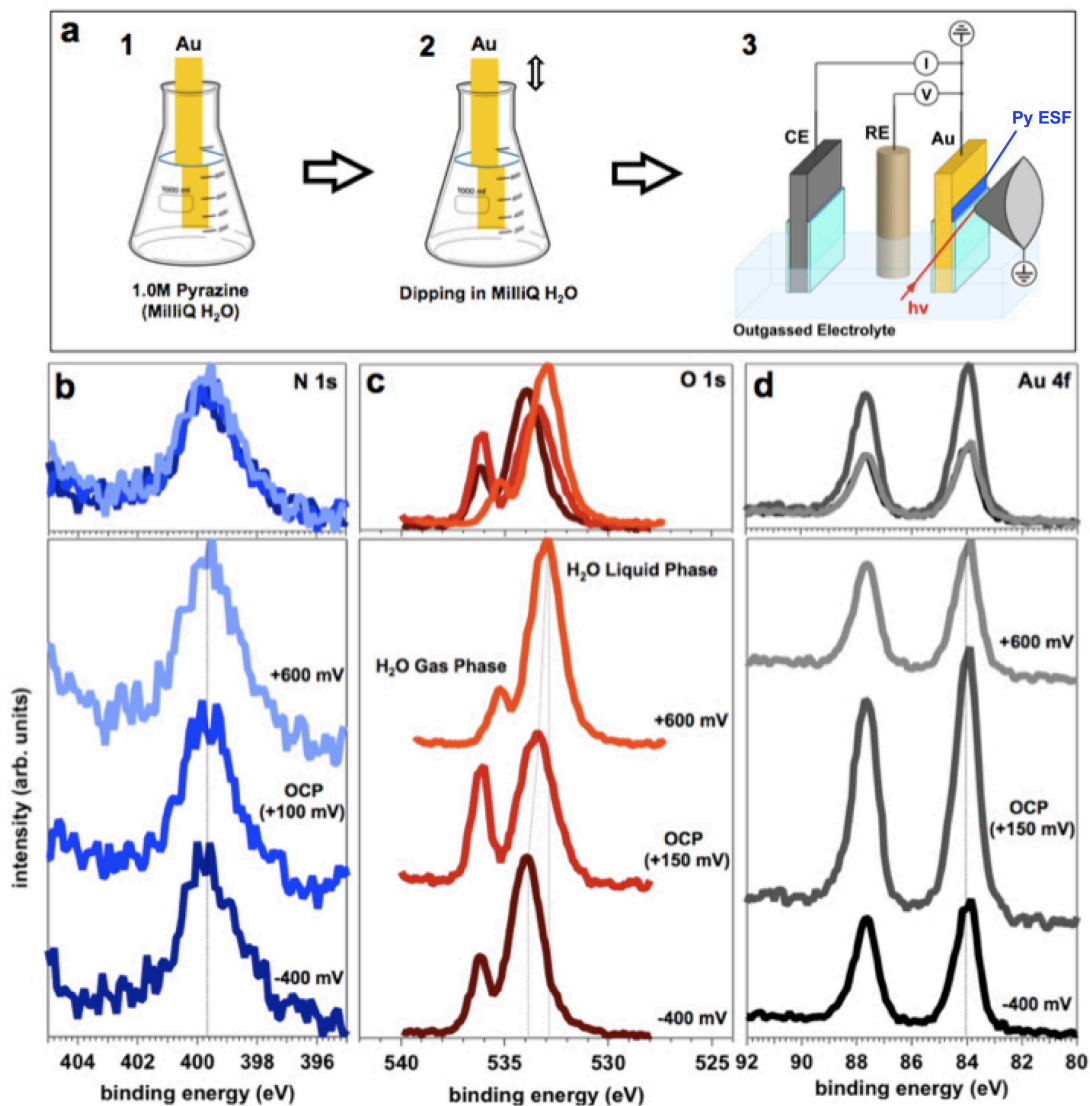 a
1
Au
1000 ml
1.0M Pyrazine
(MilliQ H₂O)
2
Au
Dipping in MilliQ H₂O
3
I
V
CE
RE
Au
Py ESF
hν
Outgassed Electrolyte
b
N 1s
+600 mV
OCP
(+100 mV)
-400 mV
404 402 400 398 396
binding energy (eV)
intensity (arb. units)
c
O 1s
H₂O Liquid Phase
H₂O Gas Phase
+600 mV
OCP
(+150 mV)
-400 mV
540 535 530 525
binding energy (eV)
d
Au 4f
+600 mV
OCP
(+150 mV)
-400 mV
92 90 88 86 84 82 80
binding energy (eV)